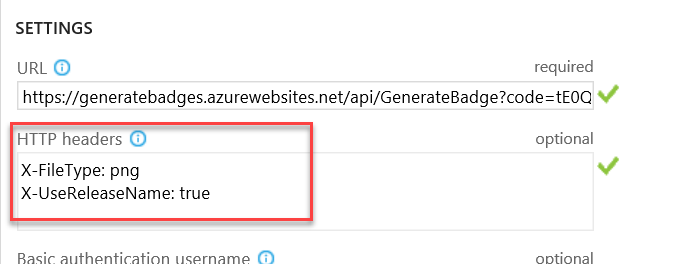 SETTINGS
URL required
https://generatebadges.azurewebsites.net/api/GenerateBadge?code=tE0Q
HTTP headers optional
X-FileType: png
X-UseReleaseName: true
Basic authentication username optional